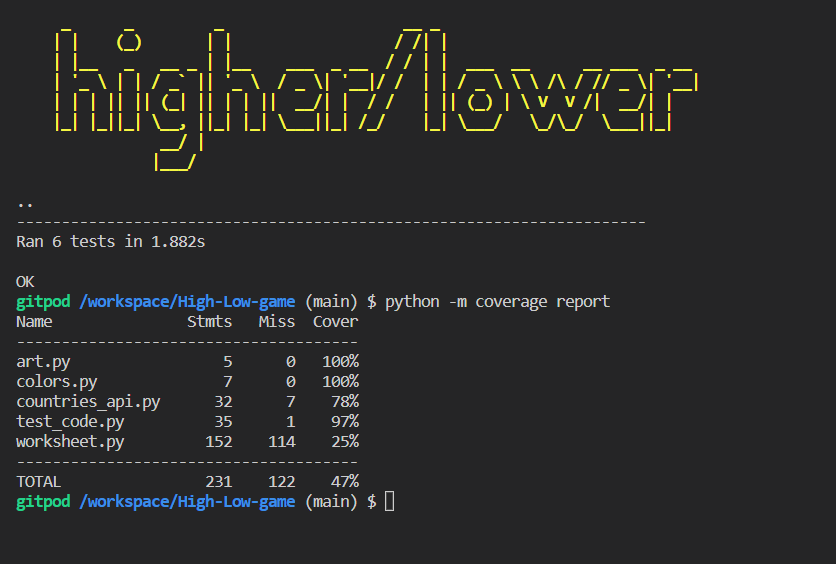 higher/lower
..
----------------------------------------------------------------------
Ran 6 tests in 1.882s
OK
gitpod /workspace/High-Low-game (main) $ python -m coverage report
Name               Stmts   Miss  Cover
--------------------------------------
art.py                 5      0   100%
colors.py              7      0   100%
countries_api.py      32      7    78%
test_code.py          35      1    97%
worksheet.py         152    114    25%
--------------------------------------
TOTAL                231    122    47%
gitpod /workspace/High-Low-game (main) $